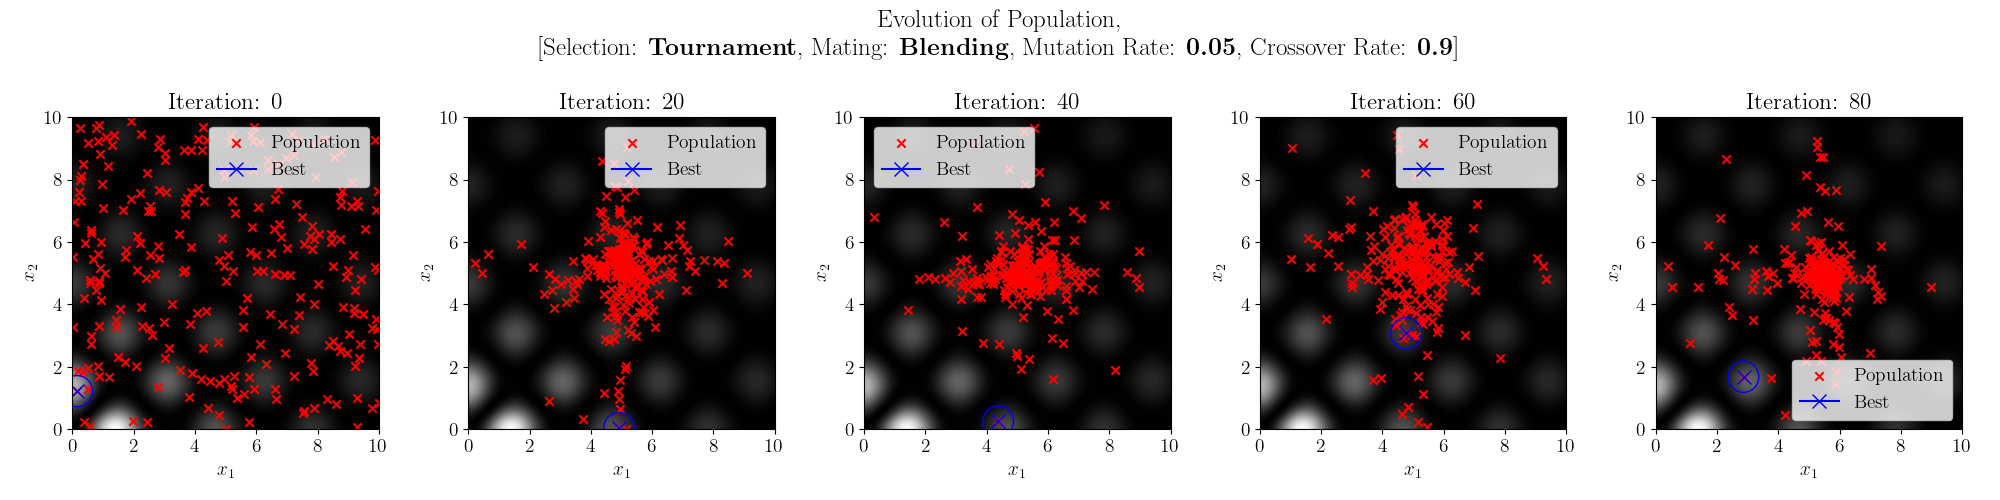 Evolution of Population,
[Selection: Tournament, Mating: Blending, Mutation Rate: 0.05, Crossover Rate: 0.9]
Iteration: 0
10
8
6
4
2
0
x2
Population
Best
0 2 4 6 8 10
x1
Iteration: 20
10
8
6
4
2
0
x2
Population
Best
0 2 4 6 8 10
x1
Iteration: 40
10
8
6
4
2
0
x2
Population
Best
0 2 4 6 8 10
x1
Iteration: 60
10
8
6
4
2
0
x2
Population
Best
0 2 4 6 8 10
x1
Iteration: 80
10
8
6
4
2
0
x2
Population
Best
0 2 4 6 8 10
x1